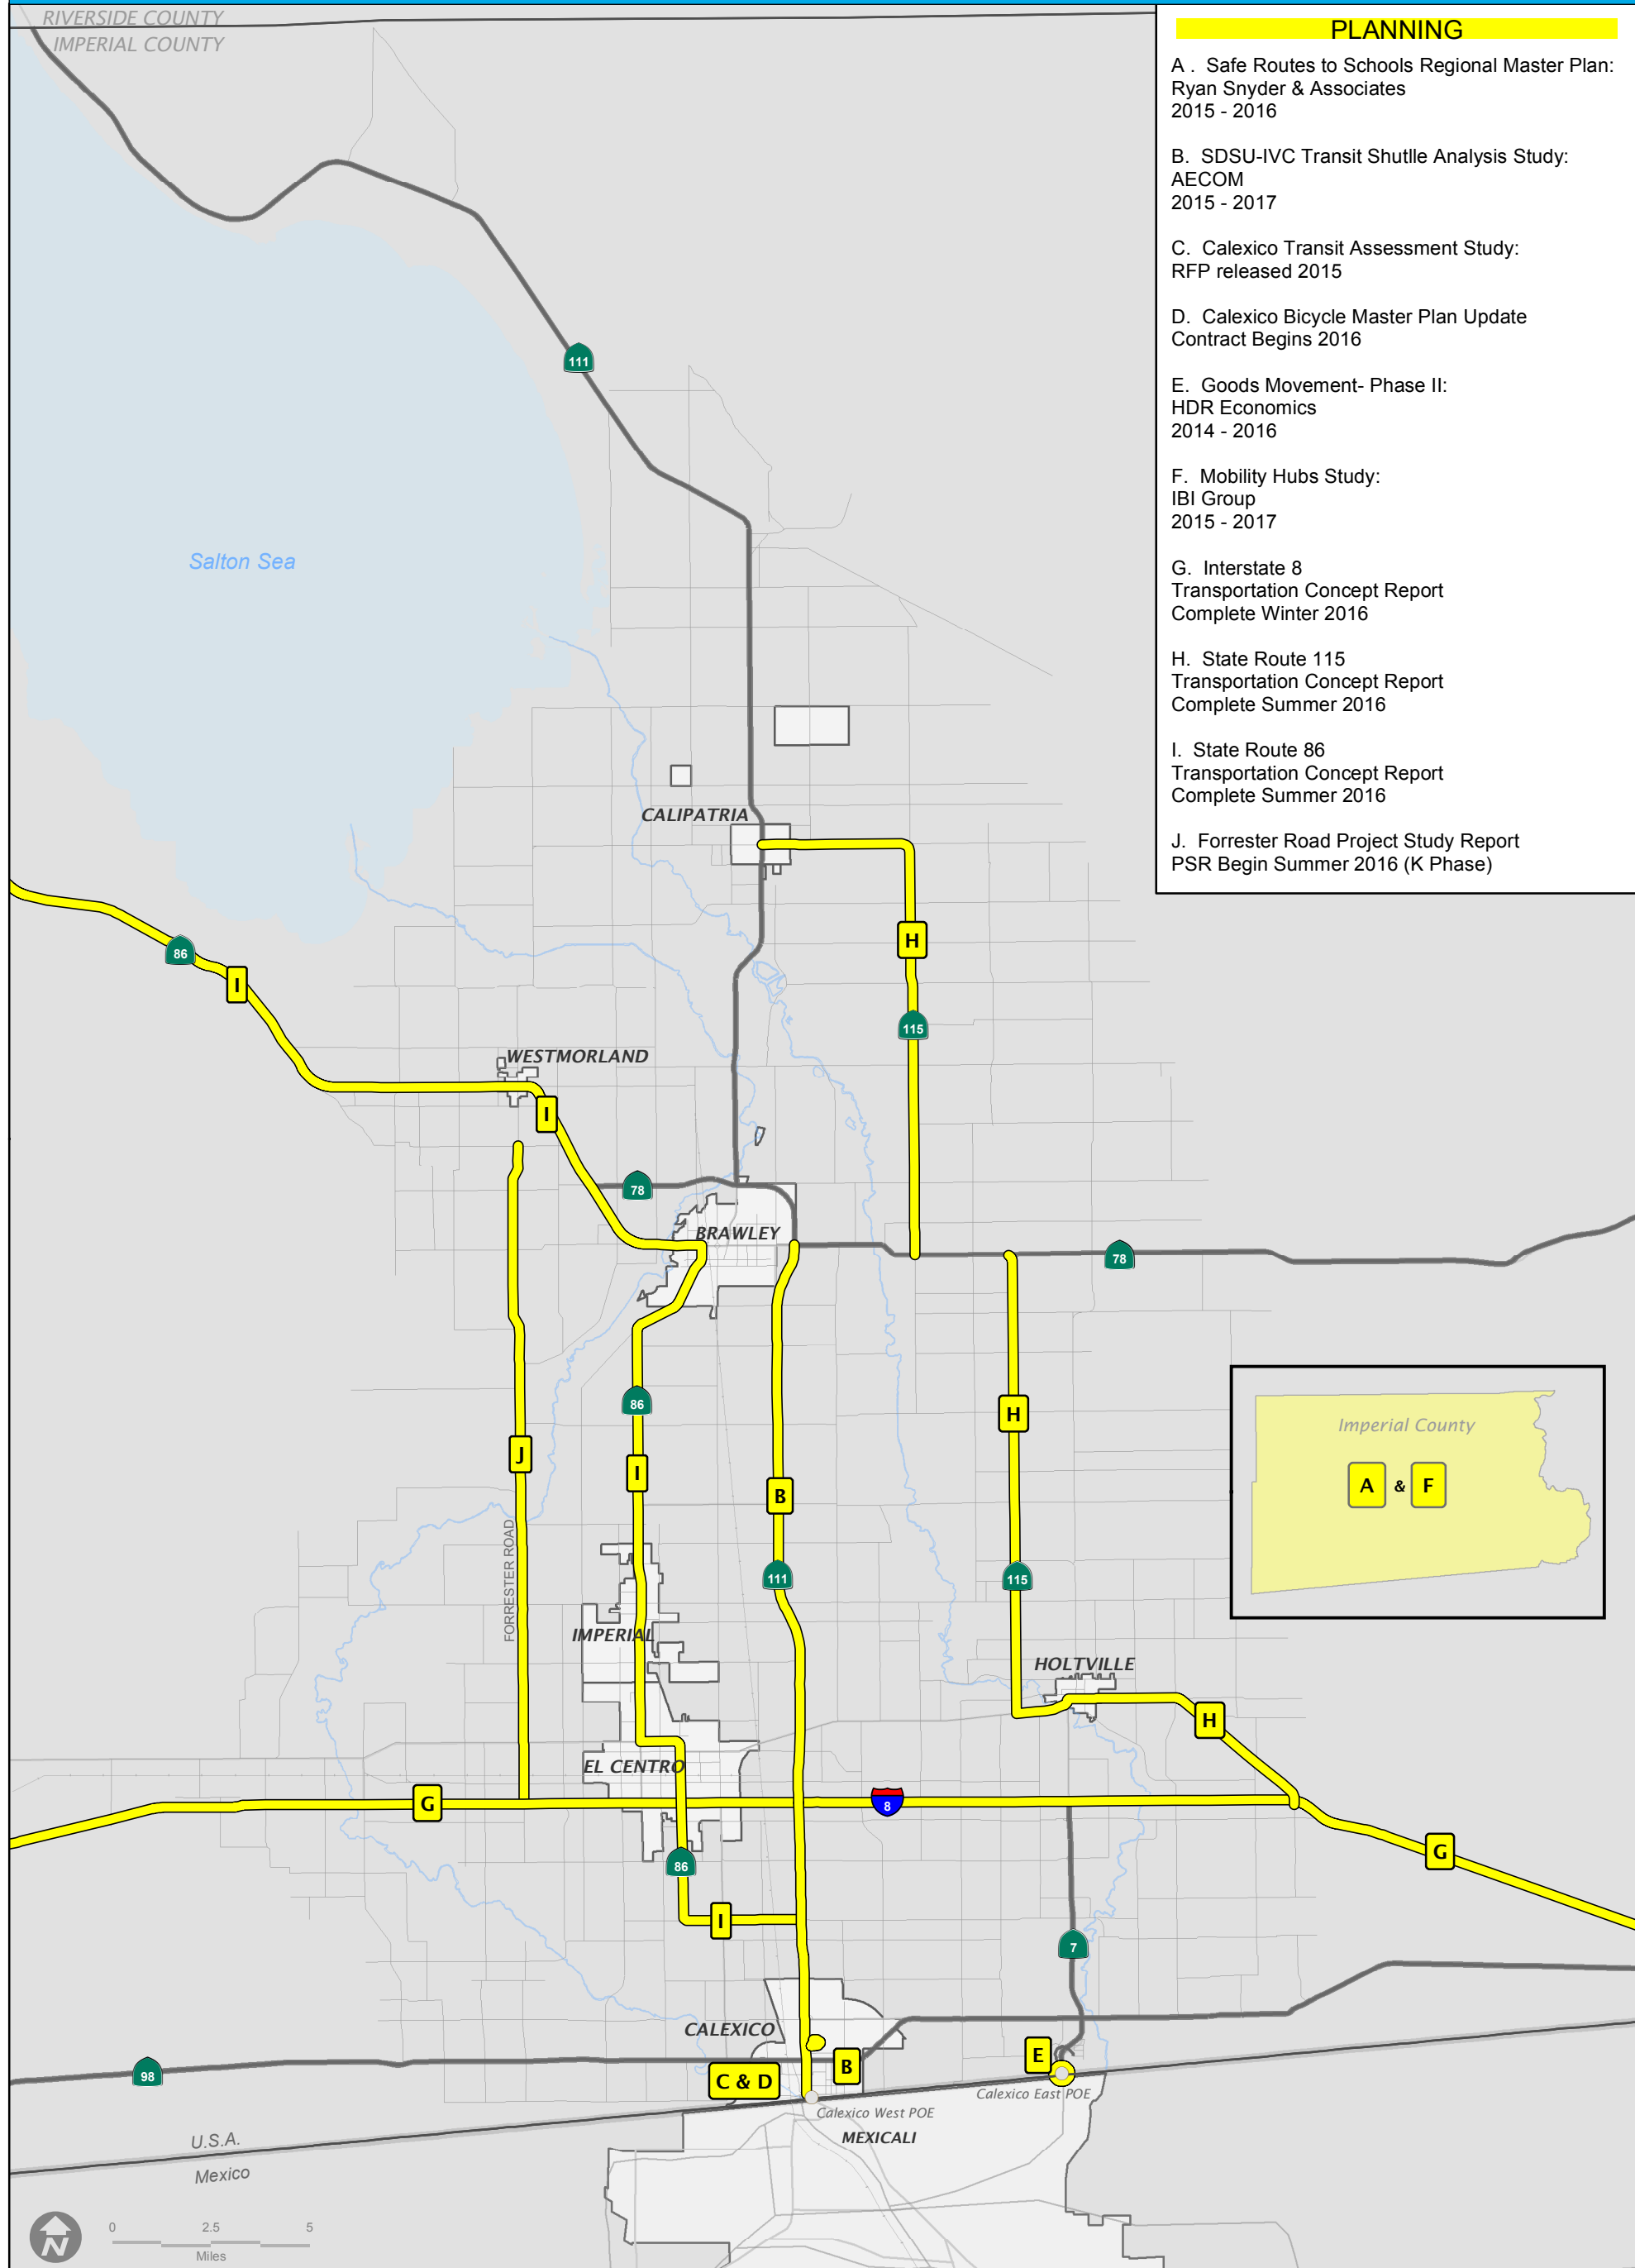 RIVERSIDE COUNTY
IMPERIAL COUNTY
PLANNING
A . Safe Routes to Schools Regional Master Plan:
Ryan Snyder & Associates
2015 - 2016
B. SDSU-IVC Transit Shutlle Analysis Study:
AECOM
2015 - 2017
C. Calexico Transit Assessment Study:
RFP released 2015
D. Calexico Bicycle Master Plan Update
Contract Begins 2016
E. Goods Movement- Phase II:
HDR Economics
2014 - 2016
F. Mobility Hubs Study:
IBI Group
2015 - 2017
G. Interstate 8
Transportation Concept Report
Complete Winter 2016
H. State Route 115
Transportation Concept Report
Complete Summer 2016
I. State Route 86
Transportation Concept Report
Complete Summer 2016
J. Forrester Road Project Study Report
PSR Begin Summer 2016 (K Phase)
111
Salton Sea
CALIPATRIA
H
86
I
115
WESTMORLAND
I
78
BRAWLEY
78
86
H
Imperial County
J
I
A & F
B
FORRESTER ROAD
111
115
IMPERIAL
HOLTVILLE
H
EL CENTRO
G
8
G
86
I
7
CALEXICO
E
B
98
C & D
Calexico East POE
Calexico West POE
MEXICALI
U.S.A.
Mexico
N
0 2.5 5
Miles